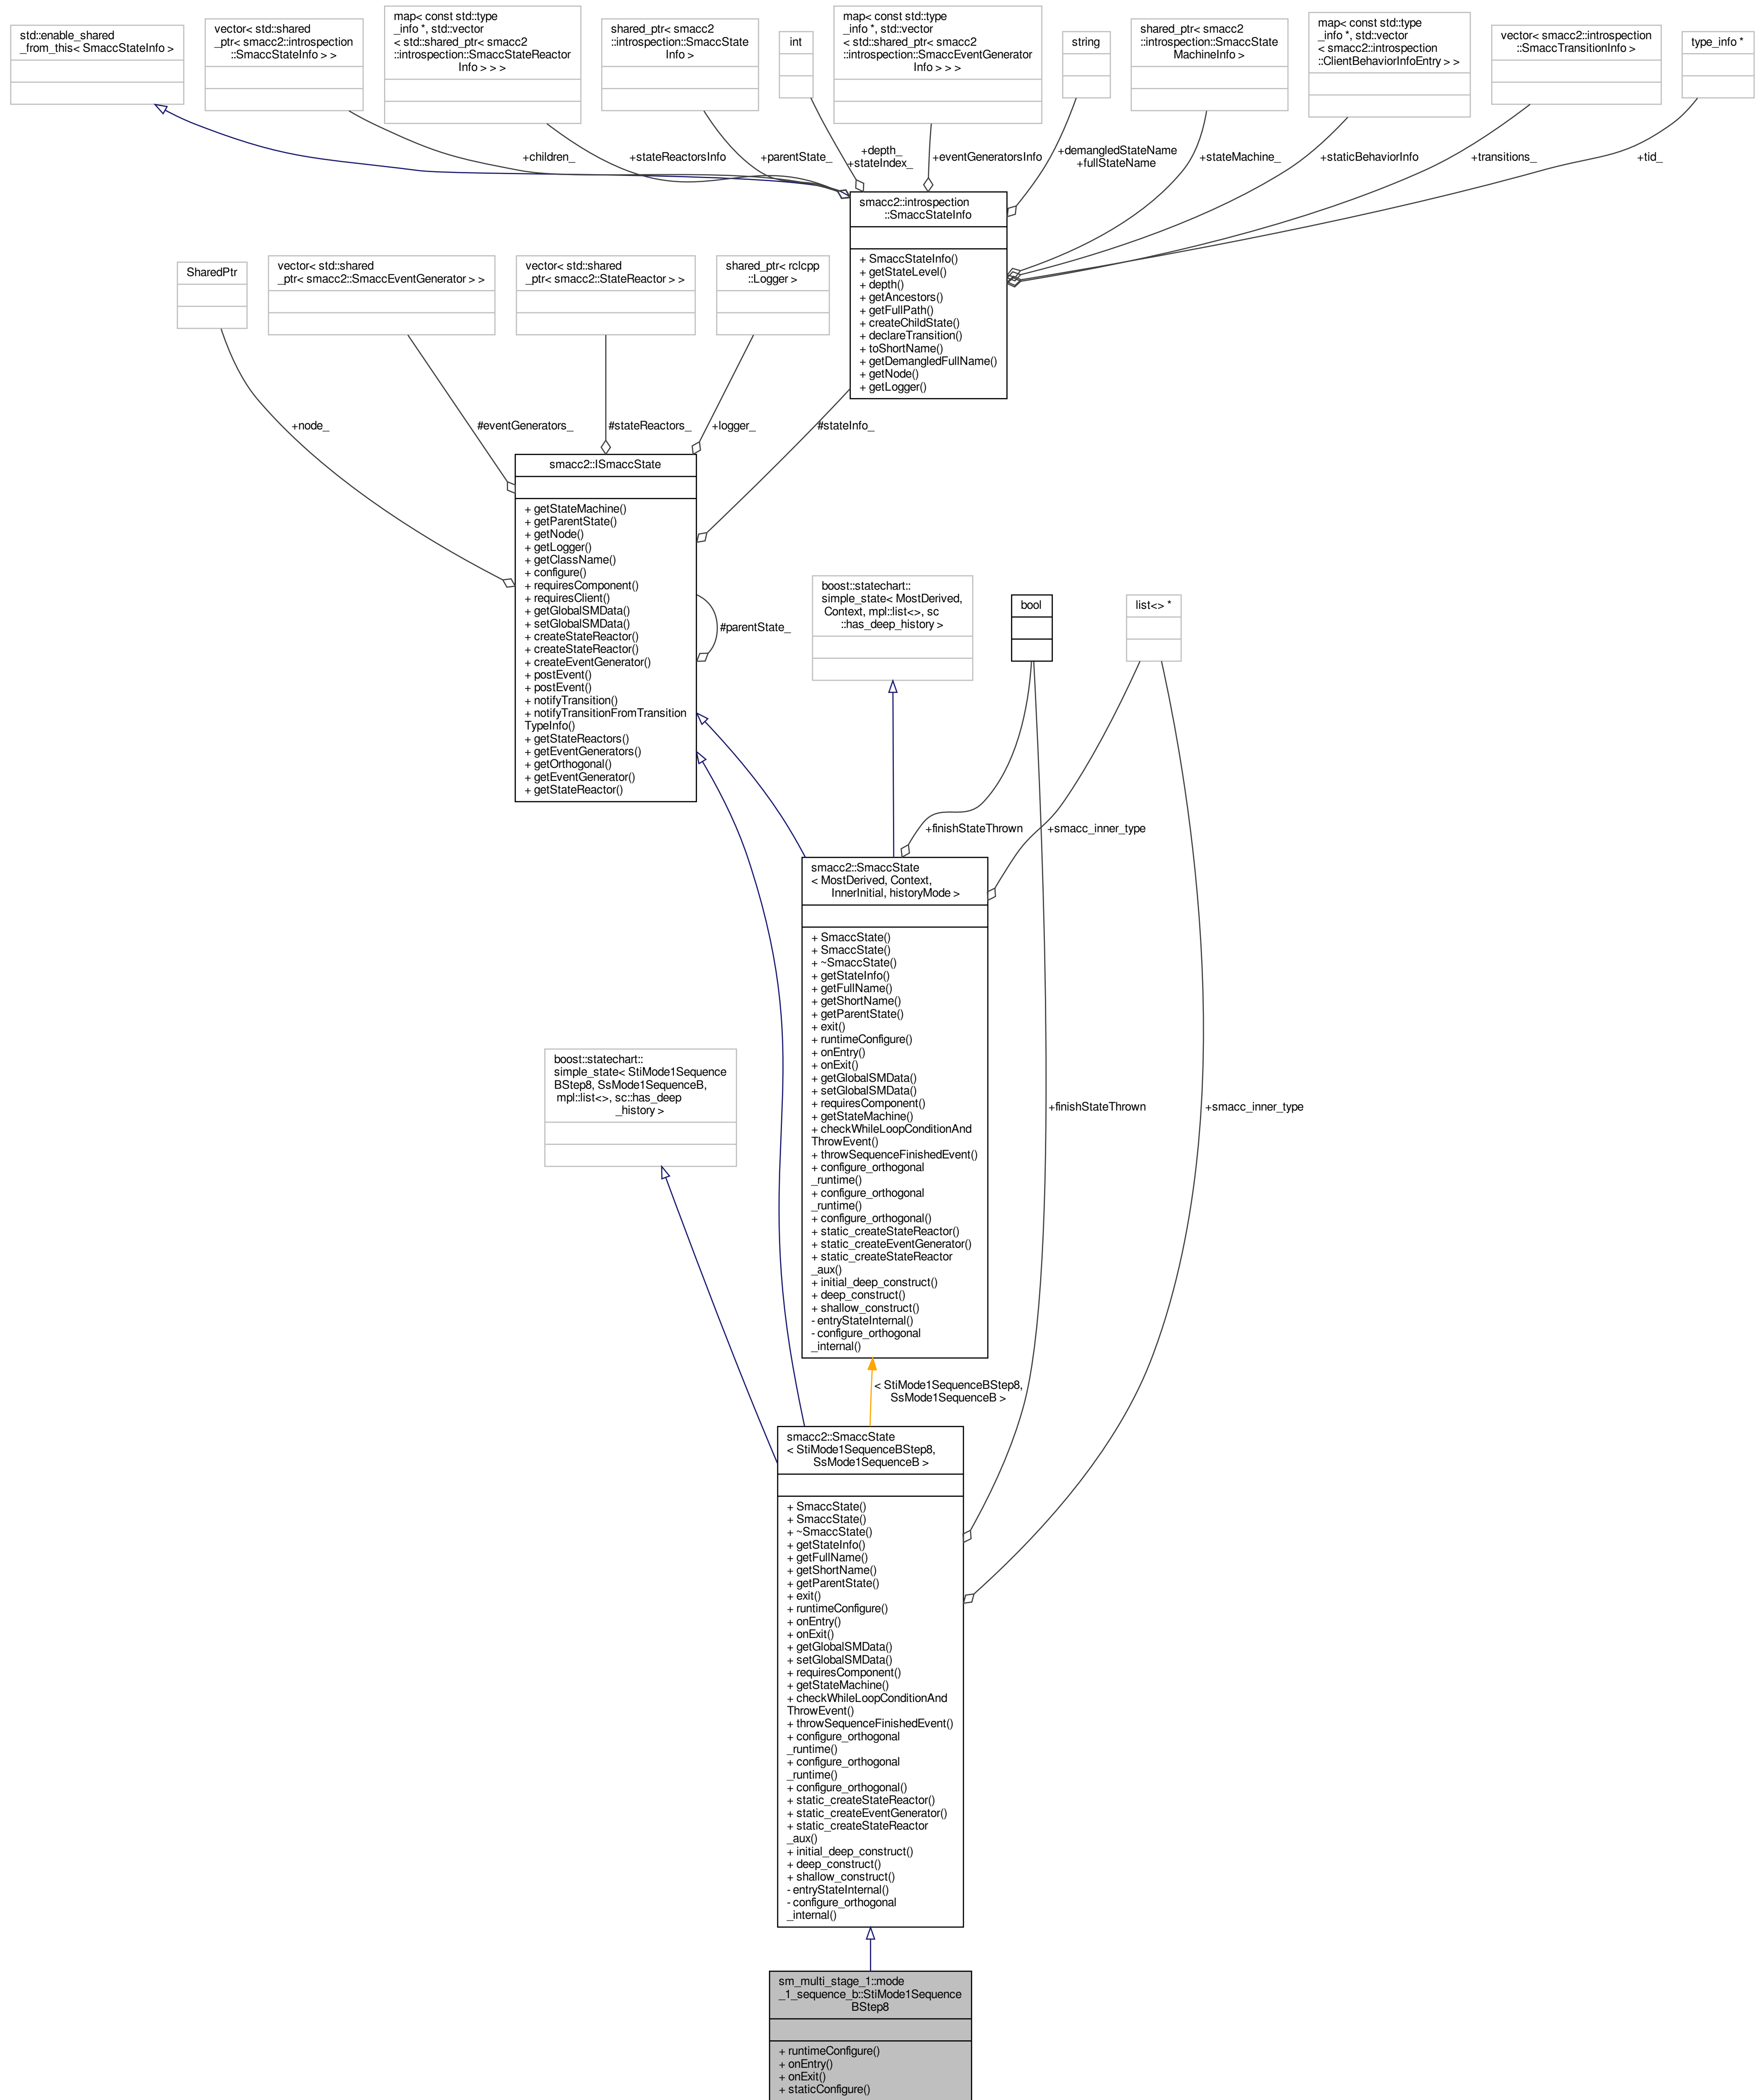 std::enable_shared
_from_this< SmaccStateInfo >
vector< std::shared
_ptr< smacc2::introspection
::SmaccStateInfo > >
map< const std::type
_info *, std::vector
< std::shared_ptr< smacc2
::introspection::SmaccStateReactor
Info > > >
shared_ptr< smacc2
::introspection::SmaccState
Info >
int
map< const std::type
_info *, std::vector
< std::shared_ptr< smacc2
::introspection::SmaccEventGenerator
Info > > >
string
shared_ptr< smacc2
::introspection::SmaccState
MachineInfo >
map< const std::type
_info *, std::vector
< smacc2::introspection
::ClientBehaviorInfoEntry > >
vector< smacc2::introspection
::SmaccTransitionInfo >
type_info *
+children_
+stateReactorsInfo
+parentState_
+depth_
+stateIndex_
+eventGeneratorsInfo
+demangledStateName
+fullStateName
+stateMachine_
+staticBehaviorInfo
+transitions_
+tid_
smacc2::introspection
::SmaccStateInfo
+ SmaccStateInfo()
+ getStateLevel()
+ depth()
+ getAncestors()
+ getFullPath()
+ createChildState()
+ declareTransition()
+ toShortName()
+ getDemangledFullName()
+ getNode()
+ getLogger()
SharedPtr
vector< std::shared
_ptr< smacc2::SmaccEventGenerator > >
vector< std::shared
_ptr< smacc2::StateReactor > >
shared_ptr< rclcpp
::Logger >
+node_
#eventGenerators_
#stateReactors_
+logger_
#stateInfo_
smacc2::ISmaccState
+ getStateMachine()
+ getParentState()
+ getNode()
+ getLogger()
+ getClassName()
+ configure()
+ requiresComponent()
+ requiresClient()
+ getGlobalSMData()
+ setGlobalSMData()
+ createStateReactor()
+ createStateReactor()
+ createEventGenerator()
+ postEvent()
+ postEvent()
+ notifyTransition()
+ notifyTransitionFromTransition
TypeInfo()
+ getStateReactors()
+ getEventGenerators()
+ getOrthogonal()
+ getEventGenerator()
+ getStateReactor()
#parentState_
boost::statechart::
simple_state< MostDerived,
Context, mpl::list<>, sc
::has_deep_history >
bool
list<> *
+finishStateThrown
+smacc_inner_type
smacc2::SmaccState
< MostDerived, Context,
InnerInitial, historyMode >
+ SmaccState()
+ SmaccState()
+ ~SmaccState()
+ getStateInfo()
+ getFullName()
+ getShortName()
+ getParentState()
+ exit()
+ runtimeConfigure()
+ onEntry()
+ onExit()
+ getGlobalSMData()
+ setGlobalSMData()
+ requiresComponent()
+ getStateMachine()
+ checkWhileLoopConditionAnd
ThrowEvent()
+ throwSequenceFinishedEvent()
+ configure_orthogonal
_runtime()
+ configure_orthogonal
_runtime()
+ configure_orthogonal()
+ static_createStateReactor()
+ static_createEventGenerator()
+ static_createStateReactor
_aux()
+ initial_deep_construct()
+ deep_construct()
+ shallow_construct()
- entryStateInternal()
- configure_orthogonal
_internal()
boost::statechart::
simple_state< StiMode1Sequence
BStep8, SsMode1SequenceB,
mpl::list<>, sc::has_deep
_history >
+finishStateThrown
+smacc_inner_type
< StiMode1SequenceBStep8,
SsMode1SequenceB >
smacc2::SmaccState
< StiMode1SequenceBStep8,
SsMode1SequenceB >
+ SmaccState()
+ SmaccState()
+ ~SmaccState()
+ getStateInfo()
+ getFullName()
+ getShortName()
+ getParentState()
+ exit()
+ runtimeConfigure()
+ onEntry()
+ onExit()
+ getGlobalSMData()
+ setGlobalSMData()
+ requiresComponent()
+ getStateMachine()
+ checkWhileLoopConditionAnd
ThrowEvent()
+ throwSequenceFinishedEvent()
+ configure_orthogonal
_runtime()
+ configure_orthogonal
_runtime()
+ configure_orthogonal()
+ static_createStateReactor()
+ static_createEventGenerator()
+ static_createStateReactor
_aux()
+ initial_deep_construct()
+ deep_construct()
+ shallow_construct()
- entryStateInternal()
- configure_orthogonal
_internal()
sm_multi_stage_1::mode
_1_sequence_b::StiMode1Sequence
BStep8
+ runtimeConfigure()
+ onEntry()
+ onExit()
+ staticConfigure()